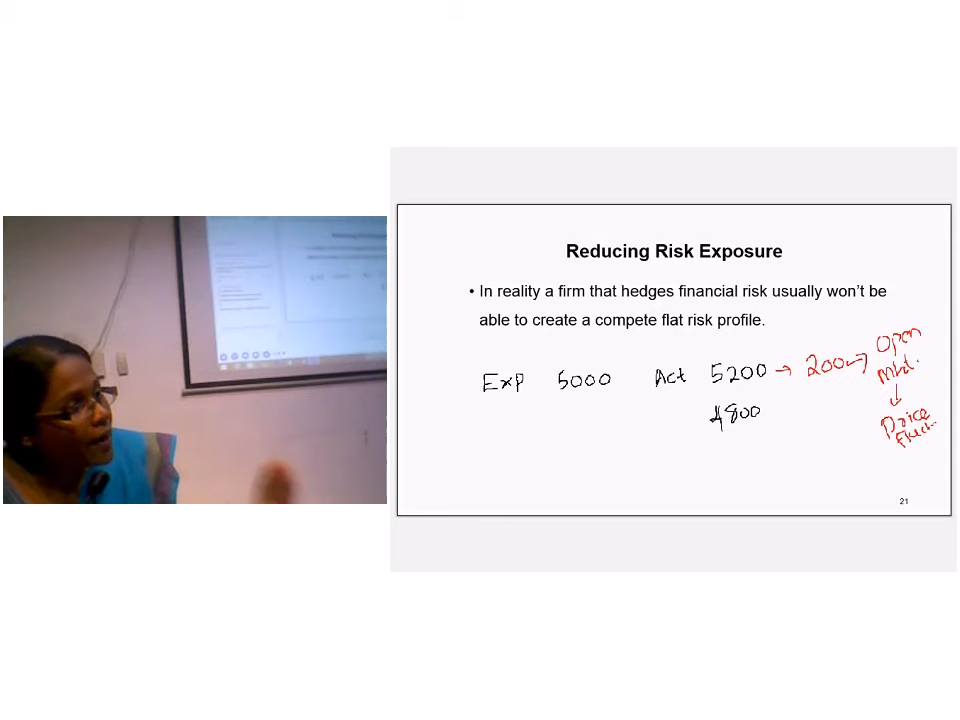 Reducing Risk Exposure
• In reality a firm that hedges financial risk usually won't be
able to create a compete flat risk profile.
Exp 5000 Act 5200 → 200 → Open
Mkt.
↓
4800
Price
Fluct.
21